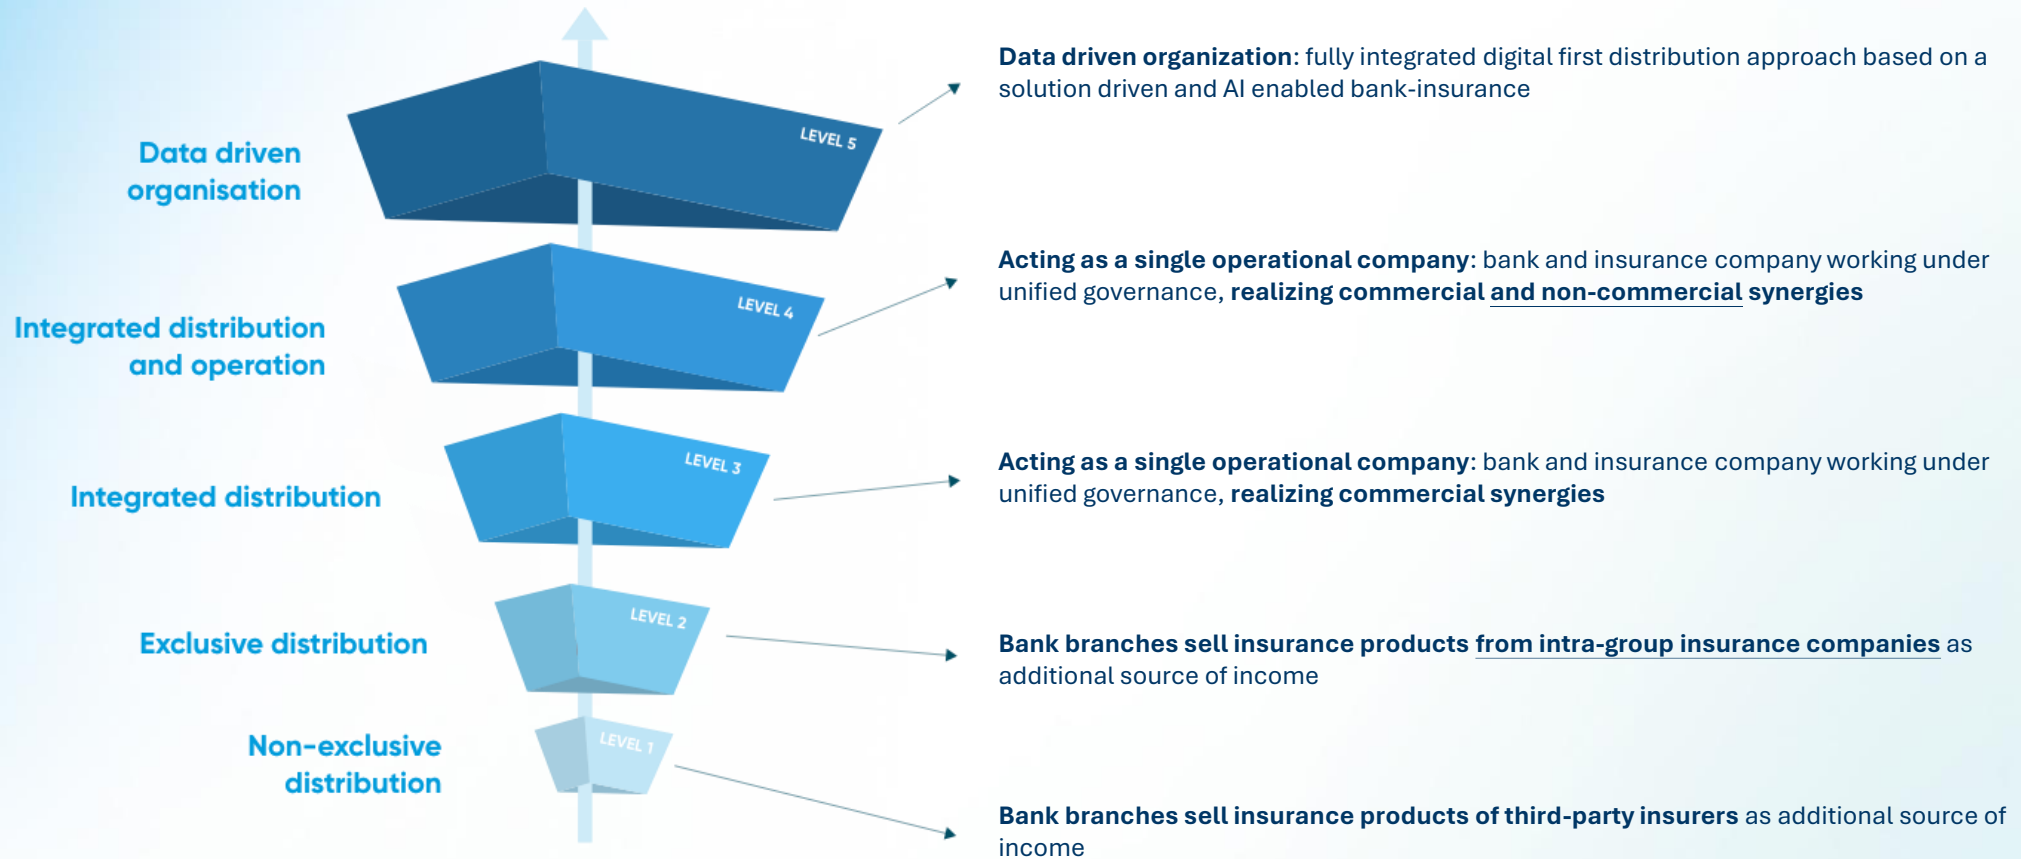 Data driven
organisation
LEVEL 5
Data driven organization: fully integrated digital first distribution approach based on a
solution driven and AI enabled bank-insurance
Integrated distribution
and operation
LEVEL 4
Acting as a single operational company: bank and insurance company working under
unified governance, realizing commercial and non-commercial synergies
Integrated distribution
LEVEL 3
Acting as a single operational company: bank and insurance company working under
unified governance, realizing commercial synergies
Exclusive distribution
LEVEL 2
Bank branches sell insurance products from intra-group insurance companies as
additional source of income
Non-exclusive
distribution
LEVEL 1
Bank branches sell insurance products of third-party insurers as additional source of
income